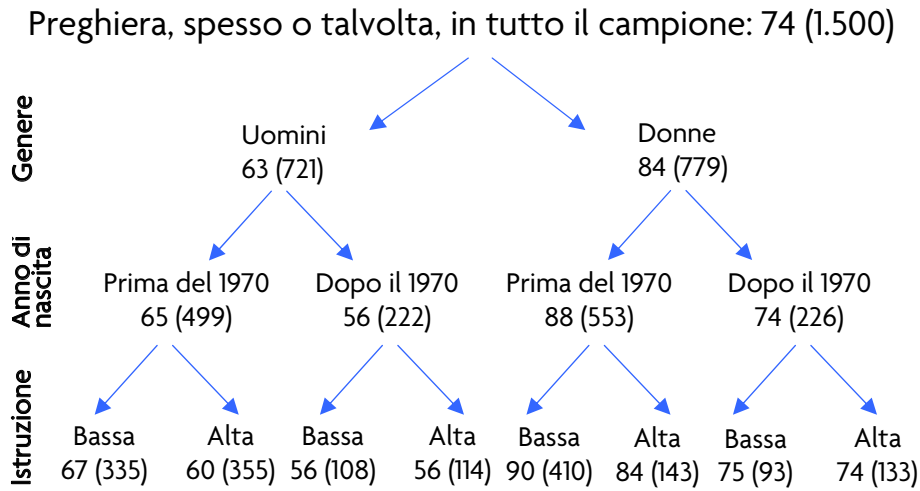 Preghiera, spesso o talvolta, in tutto il campione: 74 (1.500)
Genere
Uomini
63 (721)
Donne
84 (779)
Anno di
nascita
Prima del 1970
65 (499)
Dopo il 1970
56 (222)
Prima del 1970
88 (553)
Dopo il 1970
74 (226)
Istruzione
Bassa
67 (335)
Alta
60 (355)
Bassa
56 (108)
Alta
56 (114)
Bassa
90 (410)
Alta
84 (143)
Bassa
75 (93)
Alta
74 (133)